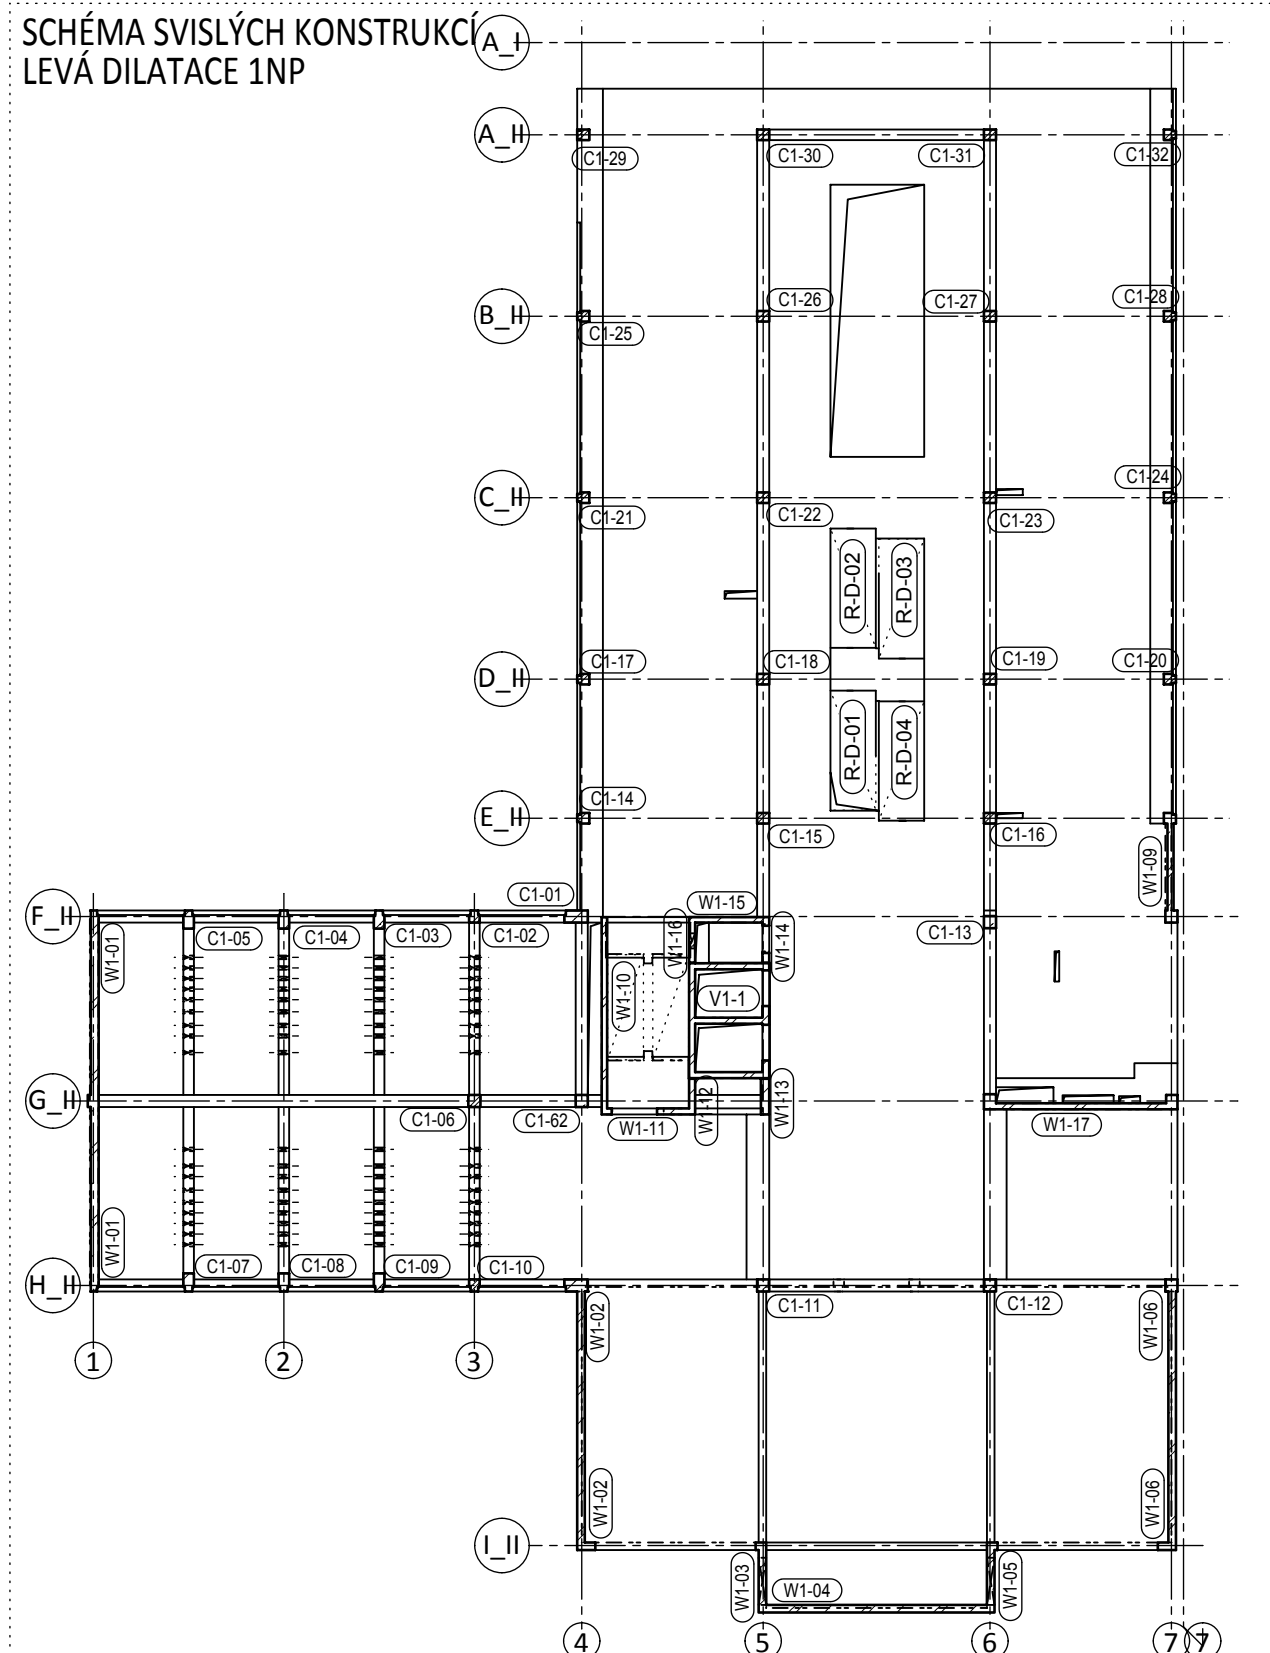 SCHÉMA SVISLÝCH KONSTRUKCÍ
LEVÁ DILATACE 1NP
A_I
A_II
C1-29
C1-30
C1-31
C1-32
C1-26
C1-27
C1-28
B_II
C1-25
C1-24
C_II
C1-21
C1-22
C1-23
R-D-02
R-D-03
C1-17
C1-18
C1-19
C1-20
D_II
R-D-01
R-D-04
C1-14
E_II
C1-15
C1-16
W1-09
C1-01
W1-15
F_II
C1-05
C1-04
C1-03
C1-02
C1-13
W1-01
W1-16
W1-14
W1-10
V1-1
G_II
C1-06
C1-62
W1-11
W1-12
W1-13
W1-17
W1-01
C1-07
C1-08
C1-09
C1-10
H_II
C1-11
C1-12
W1-02
W1-06
1
2
3
W1-02
W1-06
I_II
W1-03
W1-04
W1-05
4
5
6
7
7